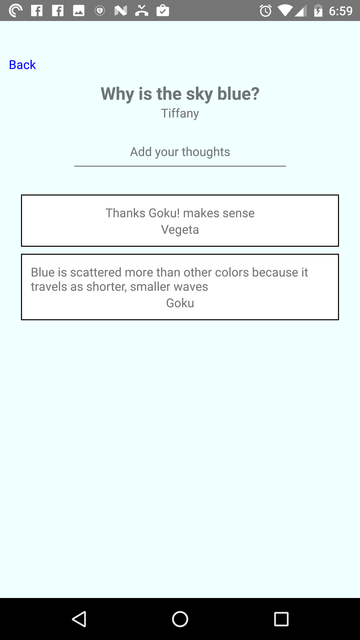 6:59
Back
Why is the sky blue?
Tiffany
Add your thoughts
Thanks Goku! makes sense
Vegeta
Blue is scattered more than other colors because it
travels as shorter, smaller waves
Goku